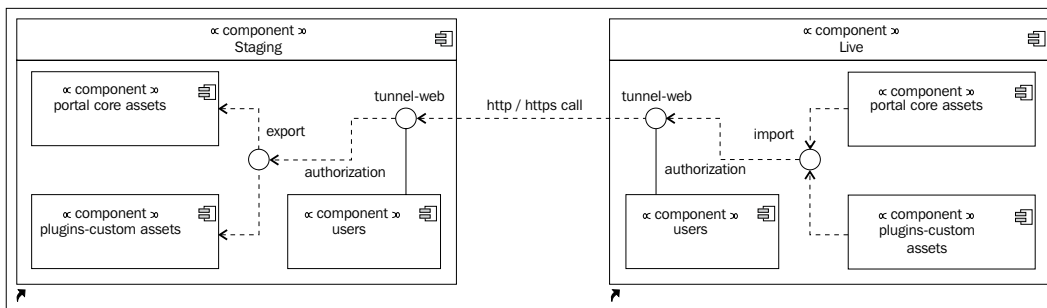 ∝ component ∞
Staging
∝ component ∞
portal core assets
export
∝ component ∞
plugins-custom assets
tunnel-web
authorization
∝ component ∞
users
http / https call
∝ component ∞
Live
tunnel-web
authorization
∝ component ∞
users
import
∝ component ∞
portal core assets
∝ component ∞
plugins-custom
assets